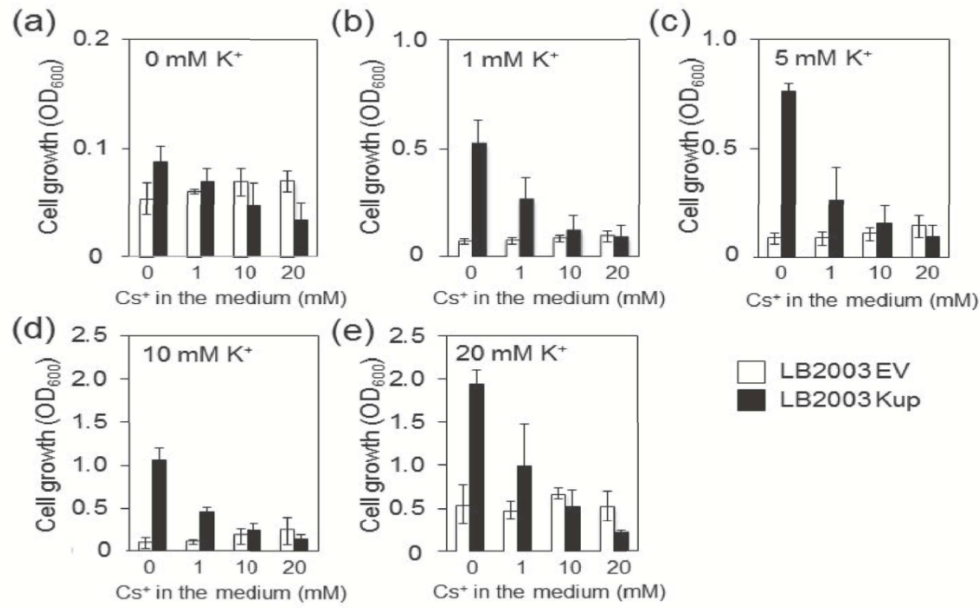 (a)
0.2
0 mM K⁺
0.1
0
Cell growth (OD₆₀₀)
0 1 10 20
Cs⁺ in the medium (mM)
(b)
1.0
1 mM K⁺
0.5
0
Cell growth (OD₆₀₀)
0 1 10 20
Cs⁺ in the medium (mM)
(c)
1.0
5 mM K⁺
0.5
0
Cell growth (OD₆₀₀)
0 1 10 20
Cs⁺ in the medium (mM)
(d)
2.5
10 mM K⁺
2.0
1.5
1.0
0.5
0
Cell growth (OD₆₀₀)
0 1 10 20
Cs⁺ in the medium (mM)
(e)
2.5
20 mM K⁺
2.0
1.5
1.0
0.5
0
Cell growth (OD₆₀₀)
0 1 10 20
Cs⁺ in the medium (mM)
LB2003 EV
LB2003 Kup